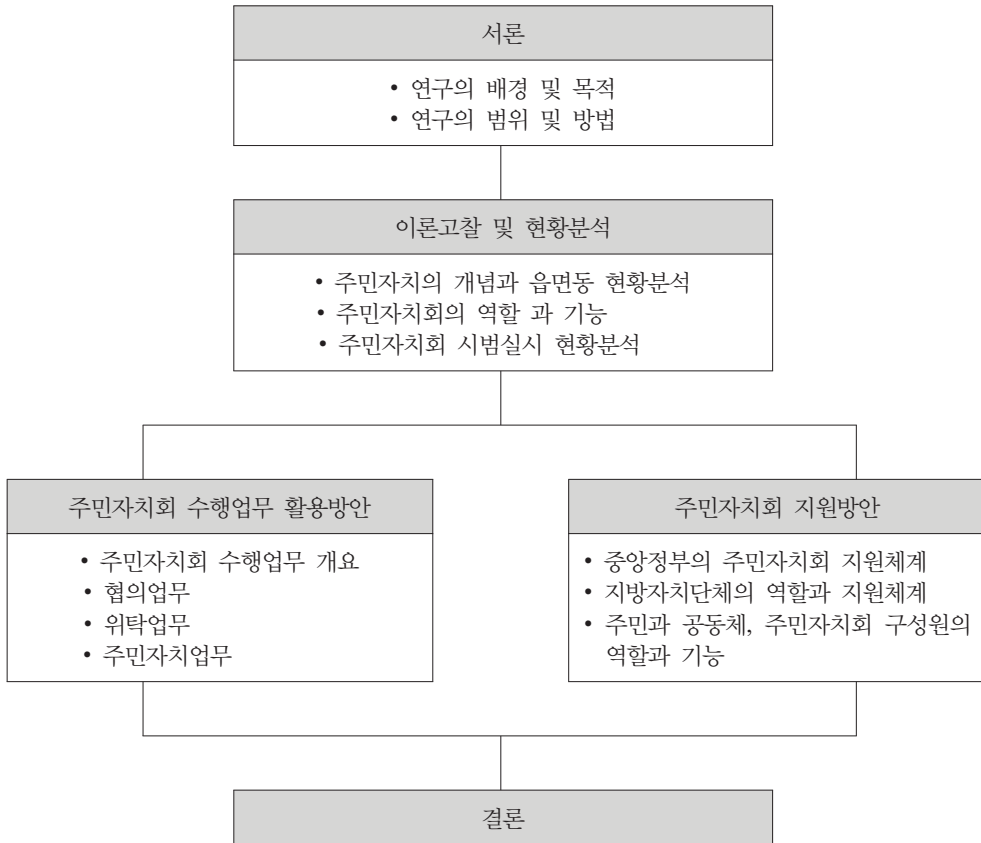 서론
• 연구의 배경 및 목적
• 연구의 범위 및 방법
이론고찰 및 현황분석
• 주민자치의 개념과 읍면동 현황분석
• 주민자치회의 역할 과 기능
• 주민자치회 시범실시 현황분석
주민자치회 수행업무 활용방안
• 주민자치회 수행업무 개요
• 협의업무
• 위탁업무
• 주민자치업무
주민자치회 지원방안
• 중앙정부의 주민자치회 지원체계
• 지방자치단체의 역할과 지원체계
• 주민과 공동체, 주민자치회 구성원의
역할과 기능
결론